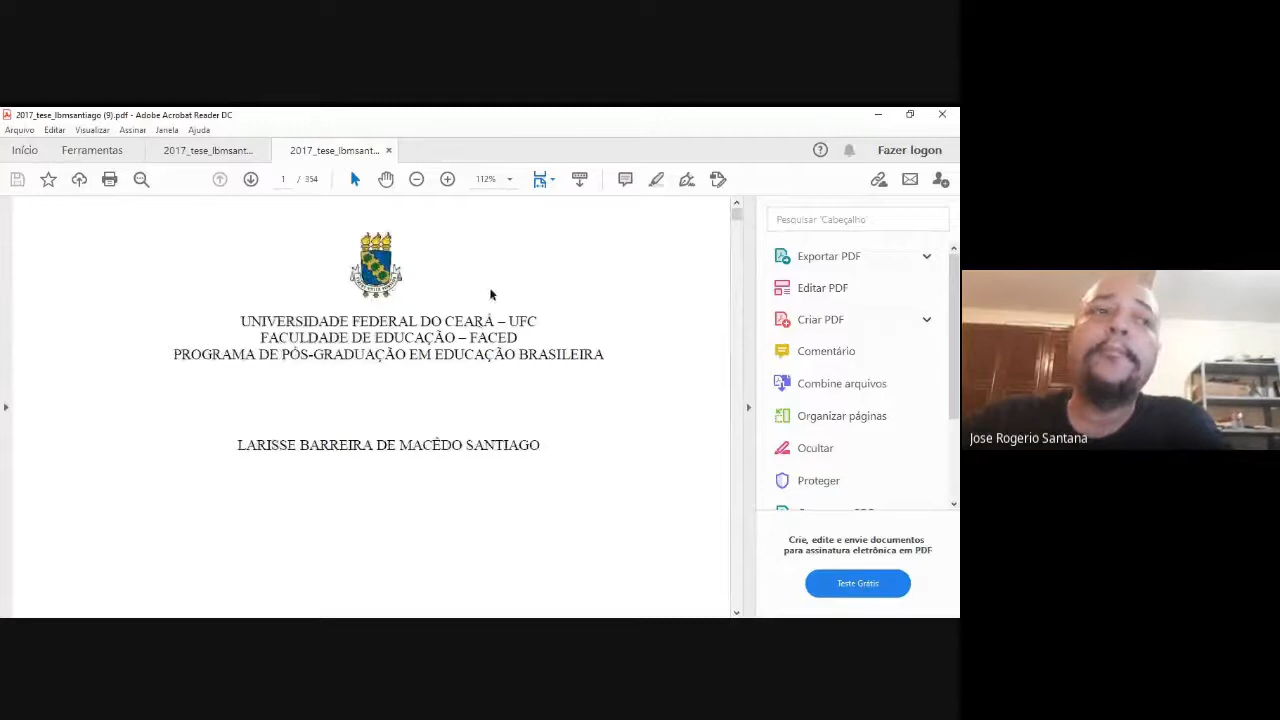 2017_tese_lbmsantiago (9).pdf - Adobe Acrobat Reader DC
Arquivo Editar Visualizar Assinar Janela Ajuda
Início Ferramentas 2017_tese_lbmsant... 2017_tese_lbmsant... × Fazer logon
1 / 354 112%
UNIVERSIDADE FEDERAL DO CEARÁ – UFC
FACULDADE DE EDUCAÇÃO – FACED
PROGRAMA DE PÓS-GRADUAÇÃO EM EDUCAÇÃO BRASILEIRA
LARISSE BARREIRA DE MACÊDO SANTIAGO
Pesquisar 'Cabeçalho'
Exportar PDF
Editar PDF
Criar PDF
Comentário
Combine arquivos
Organizar páginas
Ocultar
Proteger
Crie, edite e envie documentos
para assinatura eletrônica em PDF
Teste Grátis
Jose Rogerio Santana